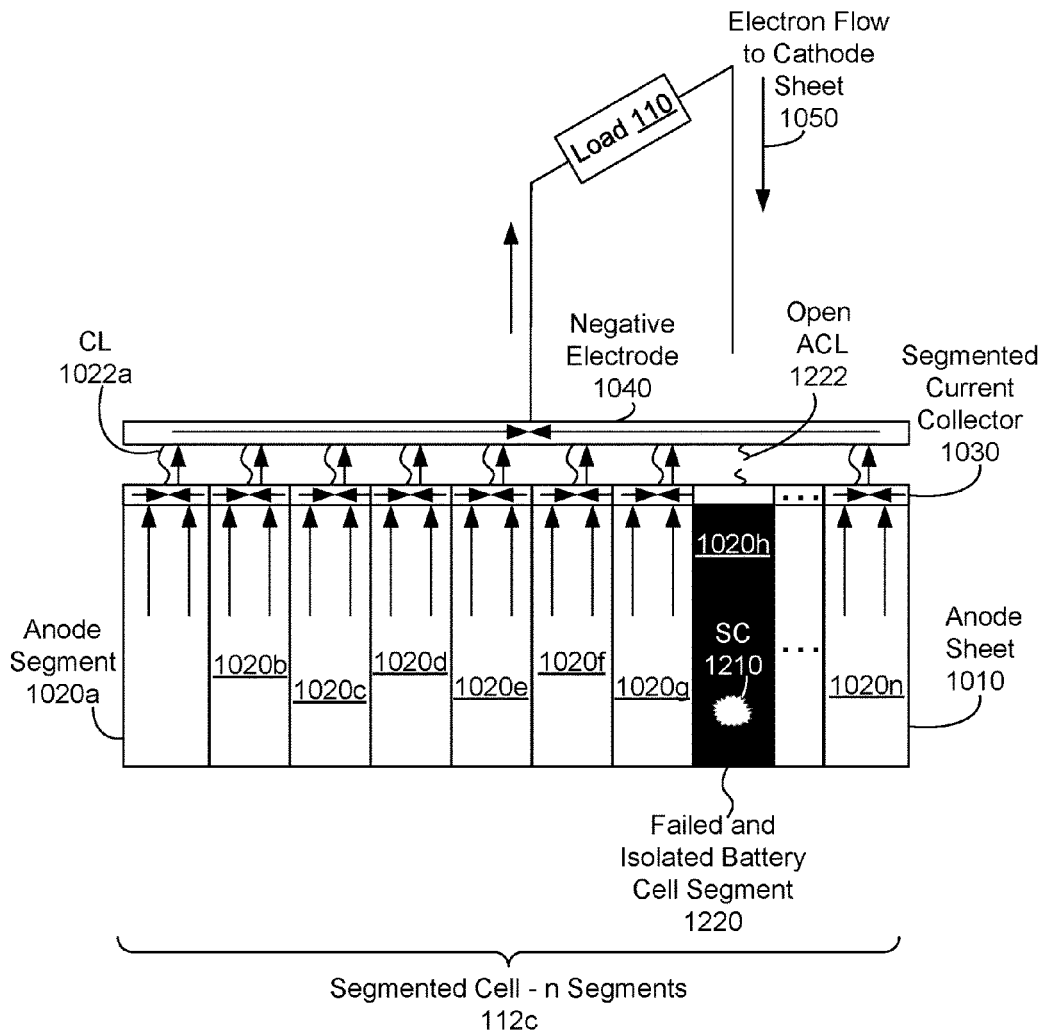 Electron Flow
to Cathode
Sheet
1050
Load 110
CL
1022a
Negative
Electrode
1040
Open
ACL
1222
Segmented
Current
Collector
1030
Anode
Segment
1020a
1020b
1020c
1020d
1020e
1020f
1020g
1020h
SC
1210
...
...
1020n
Anode
Sheet
1010
Failed and
Isolated Battery
Cell Segment
1220
Segmented Cell - n Segments
112c